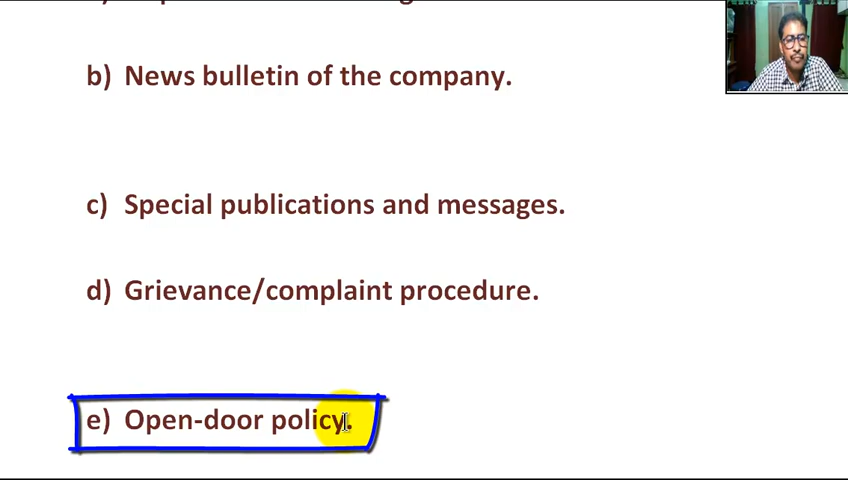 b) News bulletin of the company.
c) Special publications and messages.
d) Grievance/complaint procedure.
e) Open-door policy.